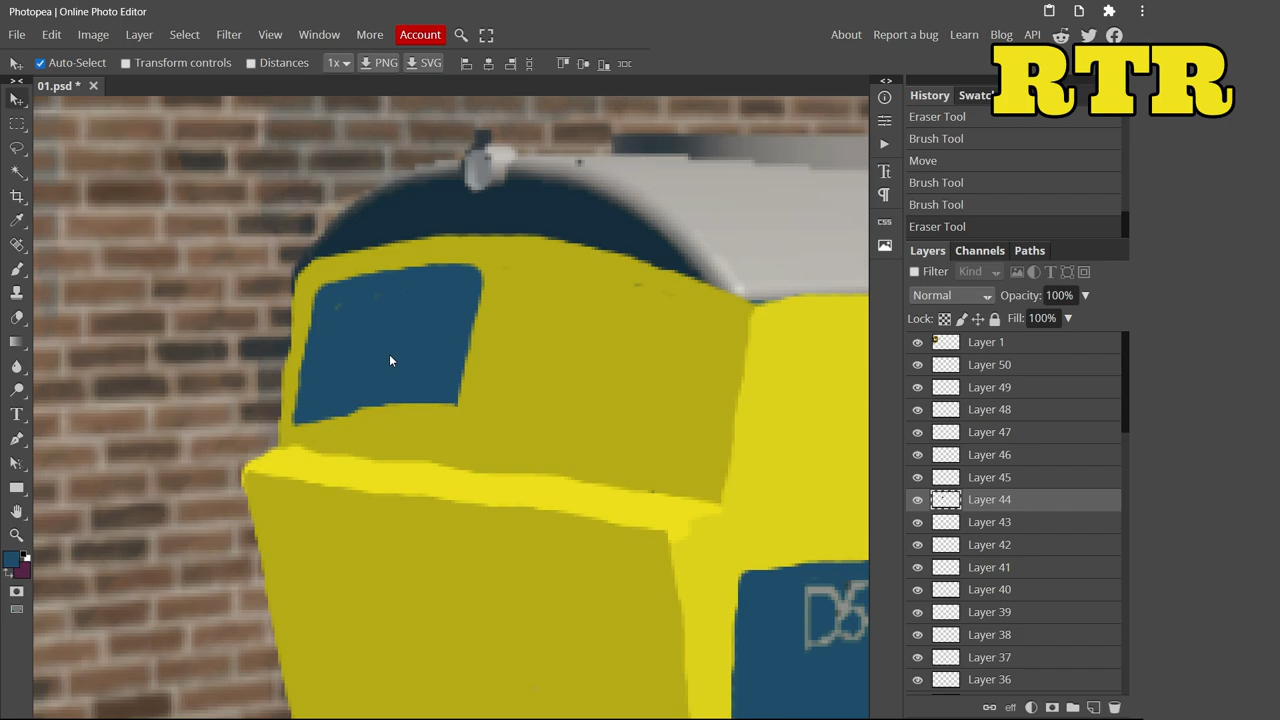 Photopea | Online Photo Editor
File Edit Image Layer Select Filter View Window More Account
About Report a bug Learn Blog API
RTR
Auto-Select Transform controls Distances 1x PNG SVG
01.psd *
History
Eraser Tool
Brush Tool
Move
Brush Tool
Brush Tool
Eraser Tool
Layers Channels Paths
Filter Kind
Normal Opacity: 100%
Lock: Fill: 100%
Layer 1
Layer 50
Layer 49
Layer 48
Layer 47
Layer 46
Layer 45
Layer 44
Layer 43
Layer 42
Layer 41
Layer 40
Layer 39
Layer 38
Layer 37
Layer 36
eff
css
D5